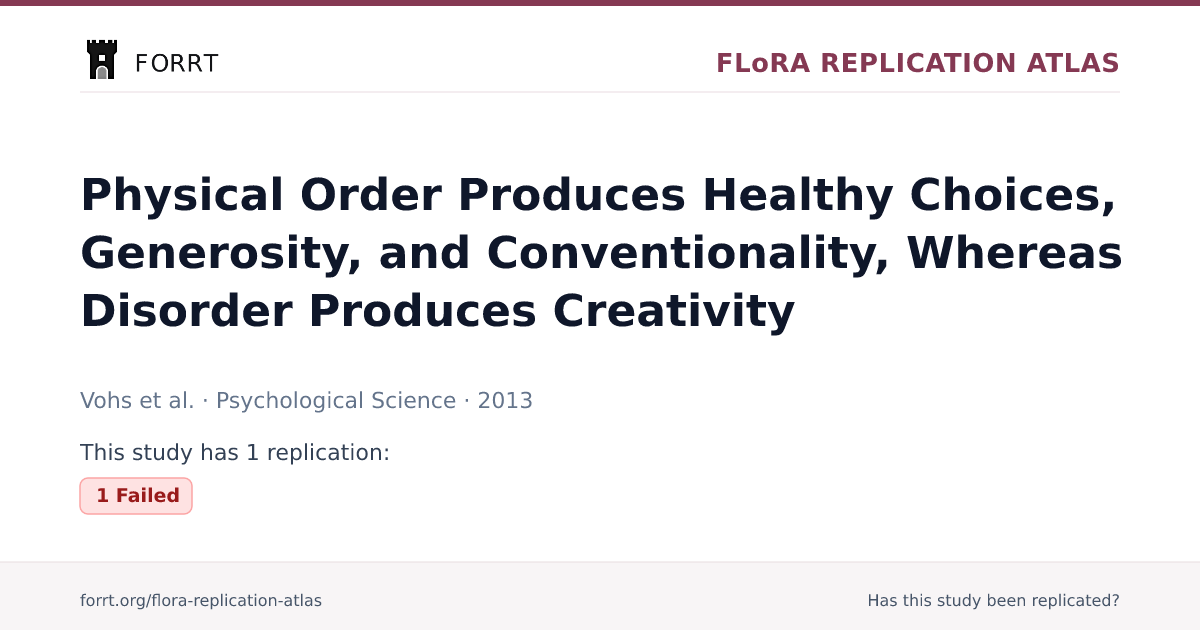 FORRT
FLoRA REPLICATION ATLAS
Physical Order Produces Healthy Choices,
Generosity, and Conventionality, Whereas
Disorder Produces Creativity
Vohs et al. · Psychological Science · 2013
This study has 1 replication:
1 Failed
forrt.org/flora-replication-atlas
Has this study been replicated?